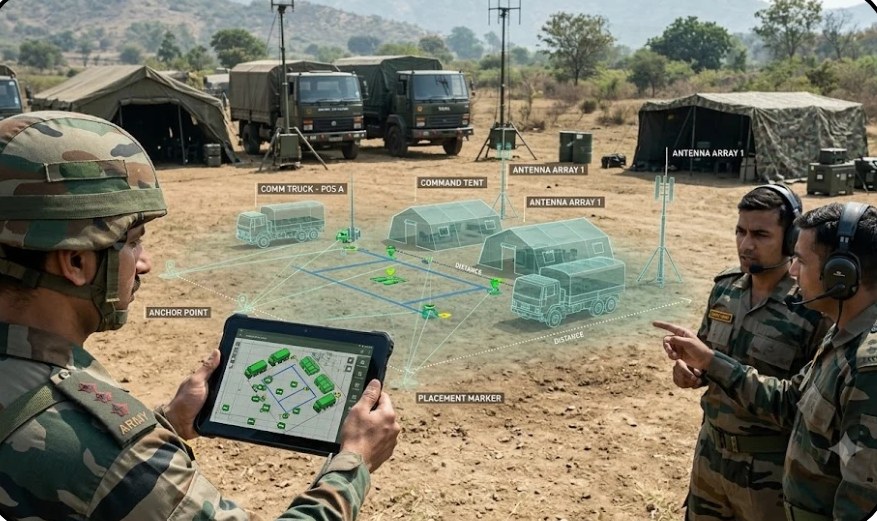 ANTENNA ARRAY 1
ANTENNA ARRAY 1
COMM TRUCK - POS A
COMMAND TENT
ANTENNA ARRAY 1
DISTANCE
ANCHOR POINT
DISTANCE
PLACEMENT MARKER
ARMY